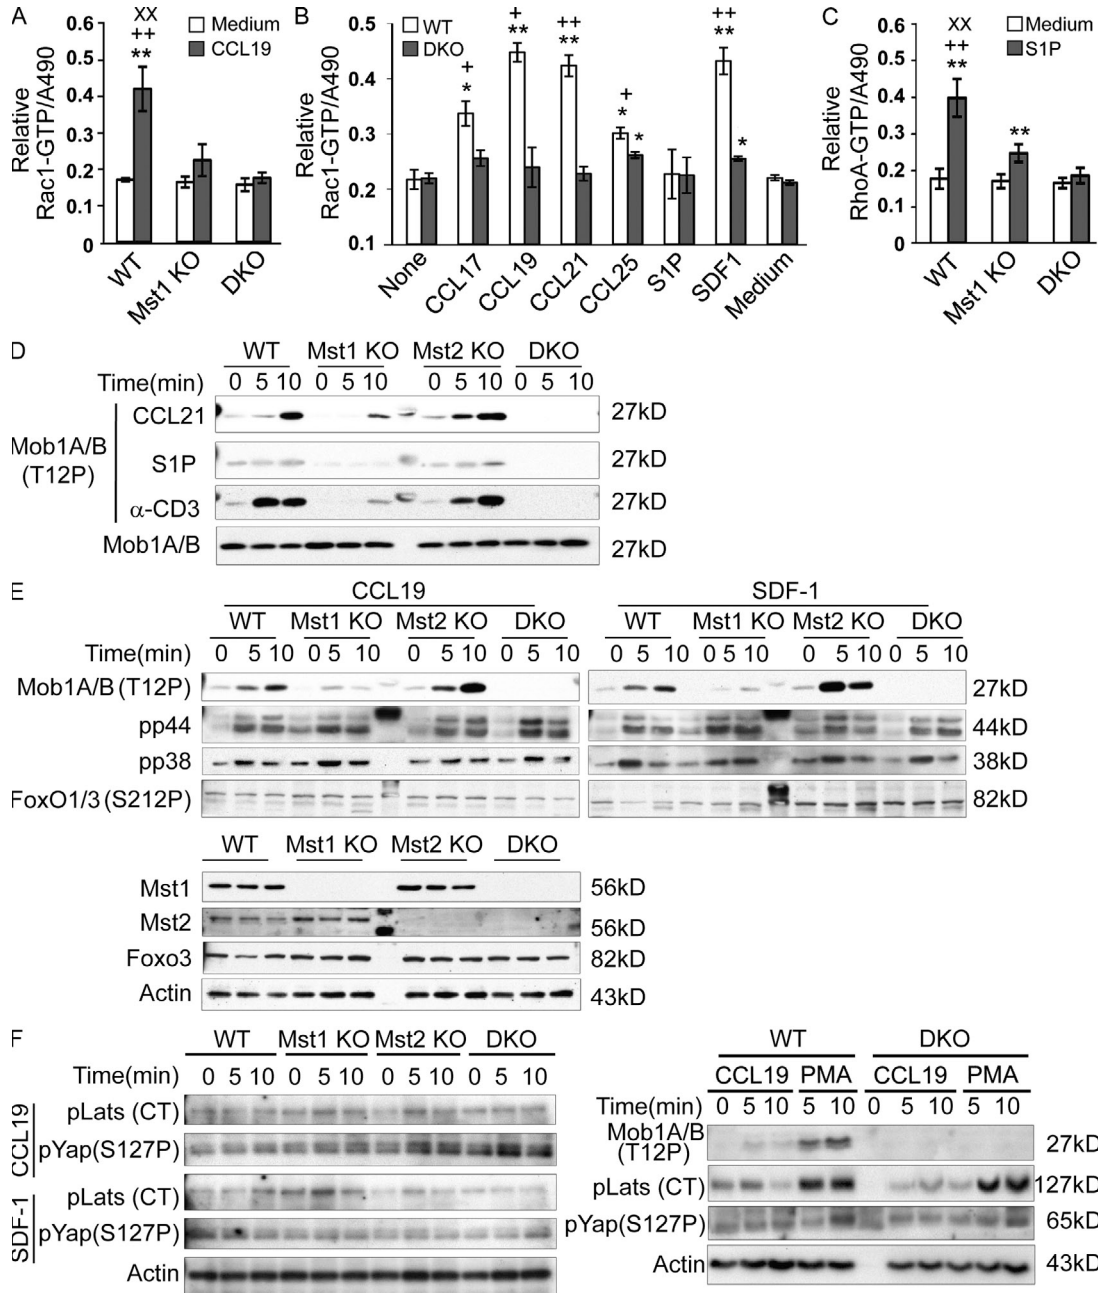 A
Relative
Rac1-GTP/A490
0.6
0.5
0.4
0.3
0.2
0.1
0
XX
++
**
Medium
CCL19
WT
Mst1 KO
DKO
B
Relative
Rac1-GTP/A490
0.5
0.4
0.3
0.2
0.1
WT
DKO
+
*
+
**
++
**
+
*
*
++
**
*
None
CCL17
CCL19
CCL21
CCL25
S1P
SDF1
Medium
C
Relative
RhoA-GTP/A490
0.6
0.5
0.4
0.3
0.2
0.1
0
XX
++
**
**
Medium
S1P
WT
Mst1 KO
DKO
D
WT Mst1 KO Mst2 KO DKO
Time(min) 0 5 10 0 5 10 0 5 10 0 5 10
Mob1A/B
(T12P)
CCL21 27kD
S1P 27kD
α-CD3 27kD
Mob1A/B 27kD
E
CCL19 SDF-1
WT Mst1 KO Mst2 KO DKO WT Mst1 KO Mst2 KO DKO
Time(min) 0 5 10 0 5 10 0 5 10 0 5 10 0 5 10 0 5 10 0 5 10 0 5 10
Mob1A/B (T12P) 27kD
pp44 44kD
pp38 38kD
FoxO1/3 (S212P) 82kD
WT Mst1 KO Mst2 KO DKO
Mst1 56kD
Mst2 56kD
Foxo3 82kD
Actin 43kD
F
WT Mst1 KO Mst2 KO DKO
Time(min) 0 5 10 0 5 10 0 5 10 0 5 10
CCL19
pLats (CT)
pYap(S127P)
SDF-1
pLats (CT)
pYap(S127P)
Actin
WT DKO
CCL19 PMA CCL19 PMA
Time(min) 0 5 10 5 10 0 5 10 5 10
Mob1A/B
(T12P) 27kD
pLats (CT) 127kD
pYap(S127P) 65kD
Actin 43kD